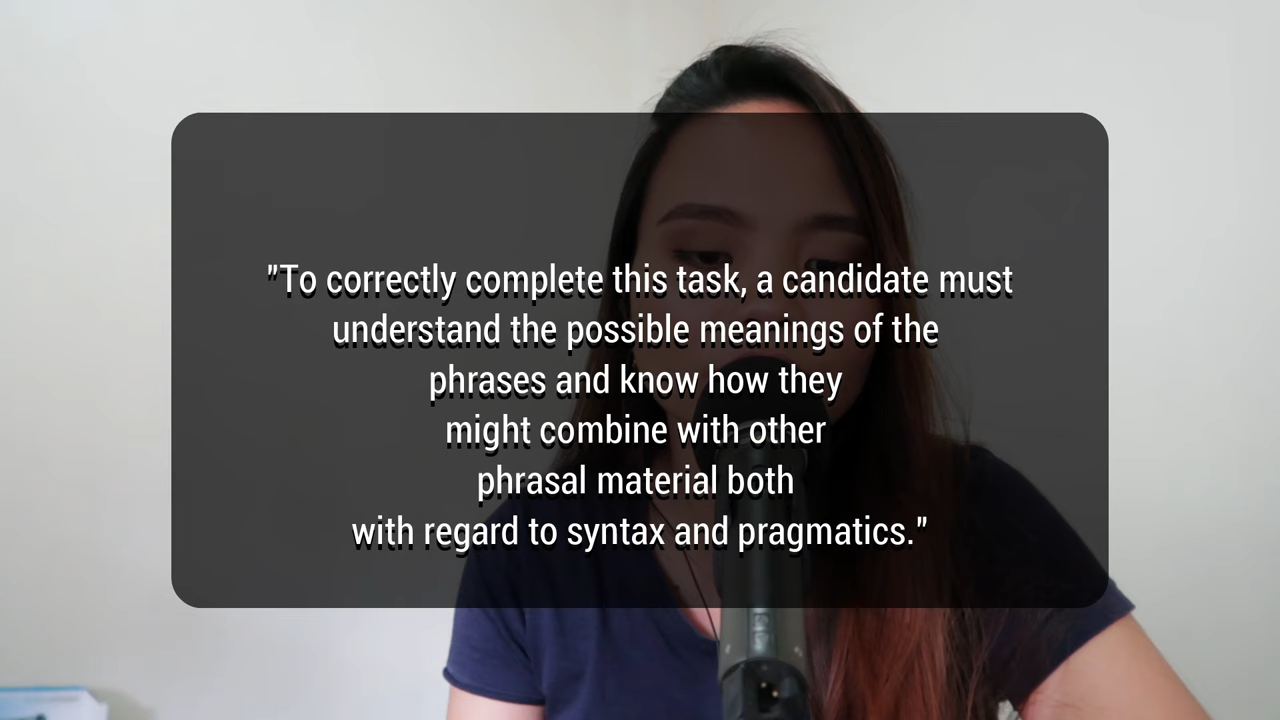 "To correctly complete this task, a candidate must
understand the possible meanings of the
phrases and know how they
might combine with other
phrasal material both
with regard to syntax and pragmatics."